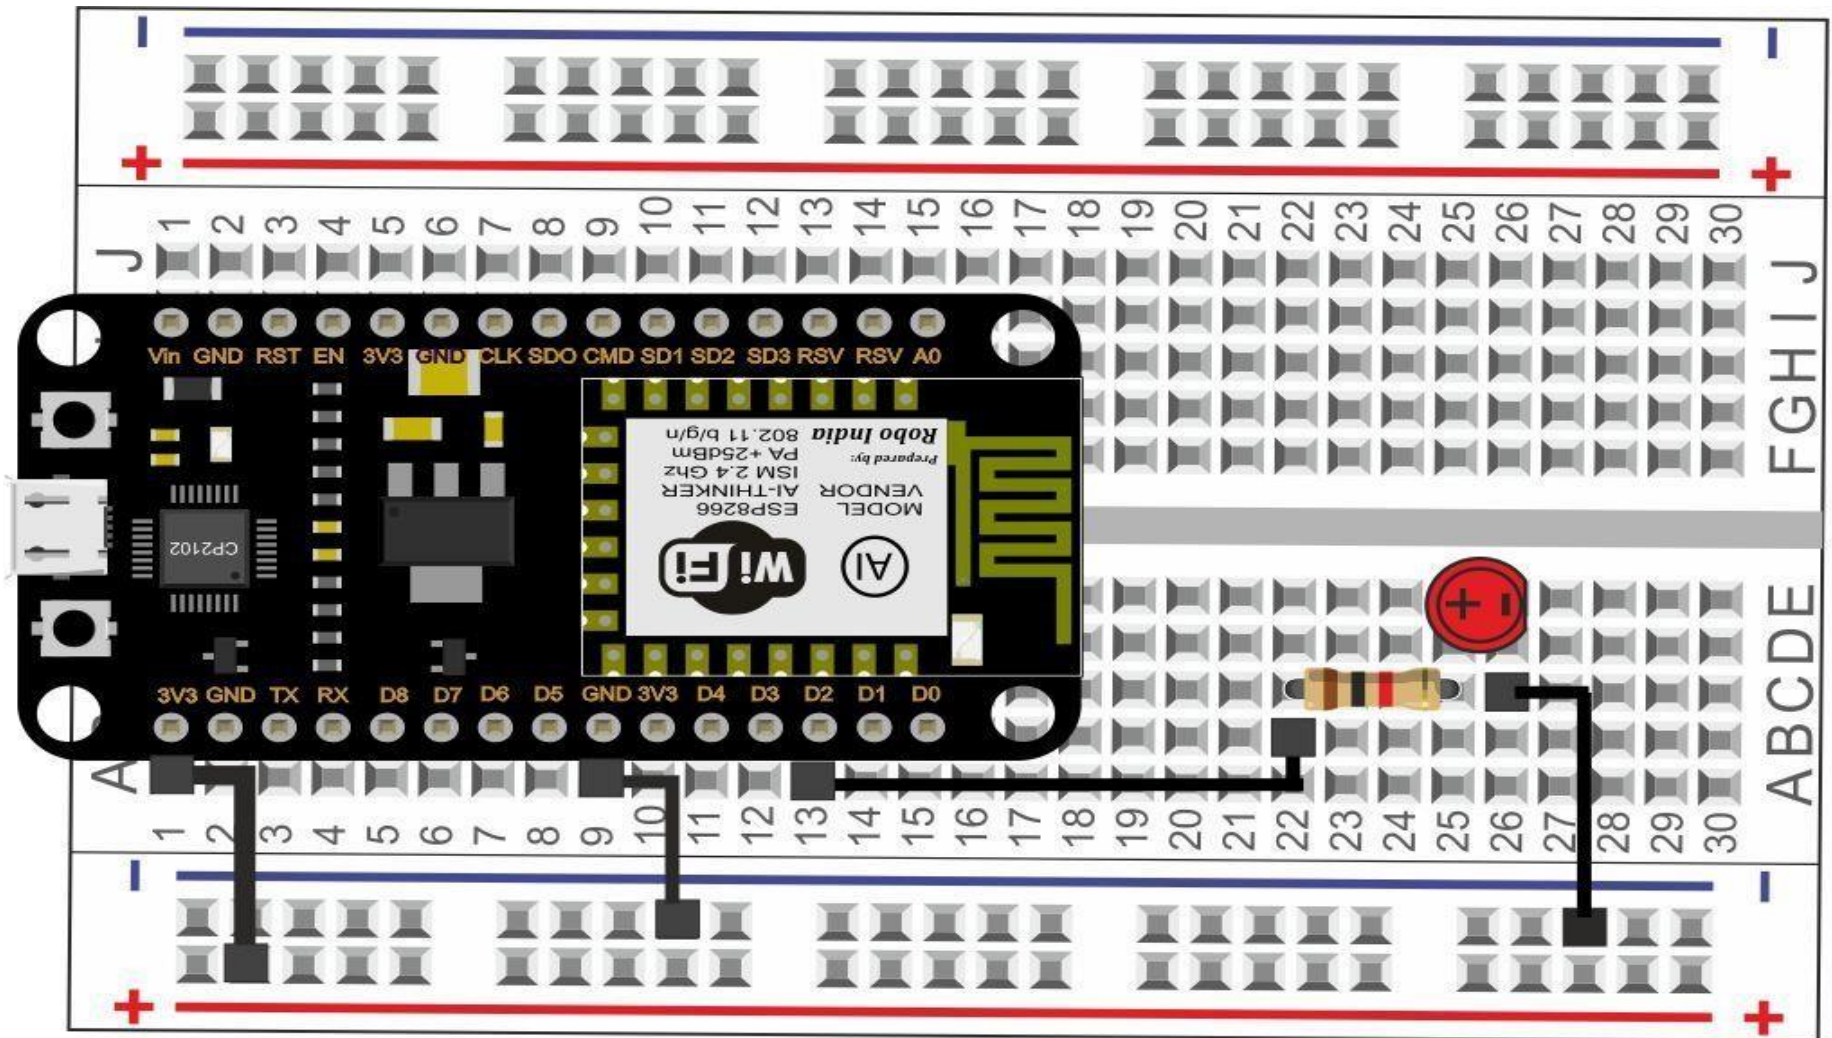 - -
+ +
1 2 3 4 5 6 7 8 9 10 11 12 13 14 15 16 17 18 19 20 21 22 23 24 25 26 27 28 29 30
J J
I
H
G
F
Vin GND RST EN 3V3 GND CLK SDO CMD SD1 SD2 SD3 RSV RSV A0
CP2102
Prepared by:
Robo India
MODEL ESP8266
VENDOR AI-THINKER
ISM 2.4 Ghz
PA +25dBm
802.11 b/g/n
WiFi
AI
+ -
E
D
C
B
3V3 GND TX RX D8 D7 D6 D5 GND 3V3 D4 D3 D2 D1 D0
A A
1 2 3 4 5 6 7 8 9 10 11 12 13 14 15 16 17 18 19 20 21 22 23 24 25 26 27 28 29 30
- -
+ +